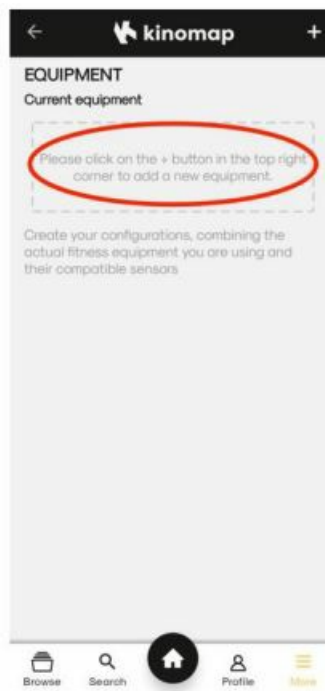 kinomap
EQUIPMENT
Current equipment
Please click on the + button in the top right
corner to add a new equipment.
Create your configurations, combining the
actual fitness equipment you are using and
their compatible sensors
Browse Search Profile More